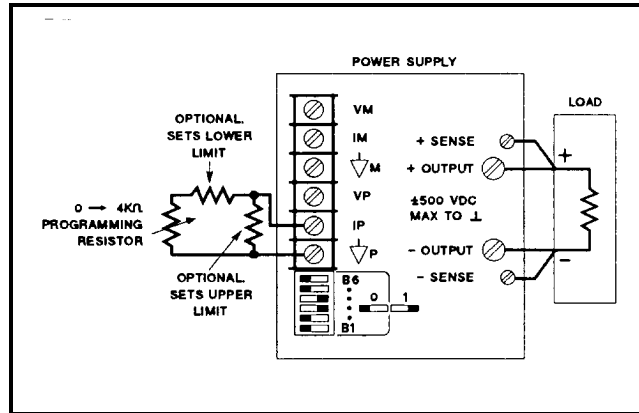 POWER SUPPLY
LOAD
OPTIONAL.
SETS LOWER
LIMIT
0 → 4KΩ
PROGRAMMING
RESISTOR
OPTIONAL.
SETS UPPER
LIMIT
VM
IM
▽M
VP
IP
▽P
B6
B1
0 1
+ SENSE
+ OUTPUT
±500 VDC
MAX TO ⊥
- OUTPUT
- SENSE
+
-